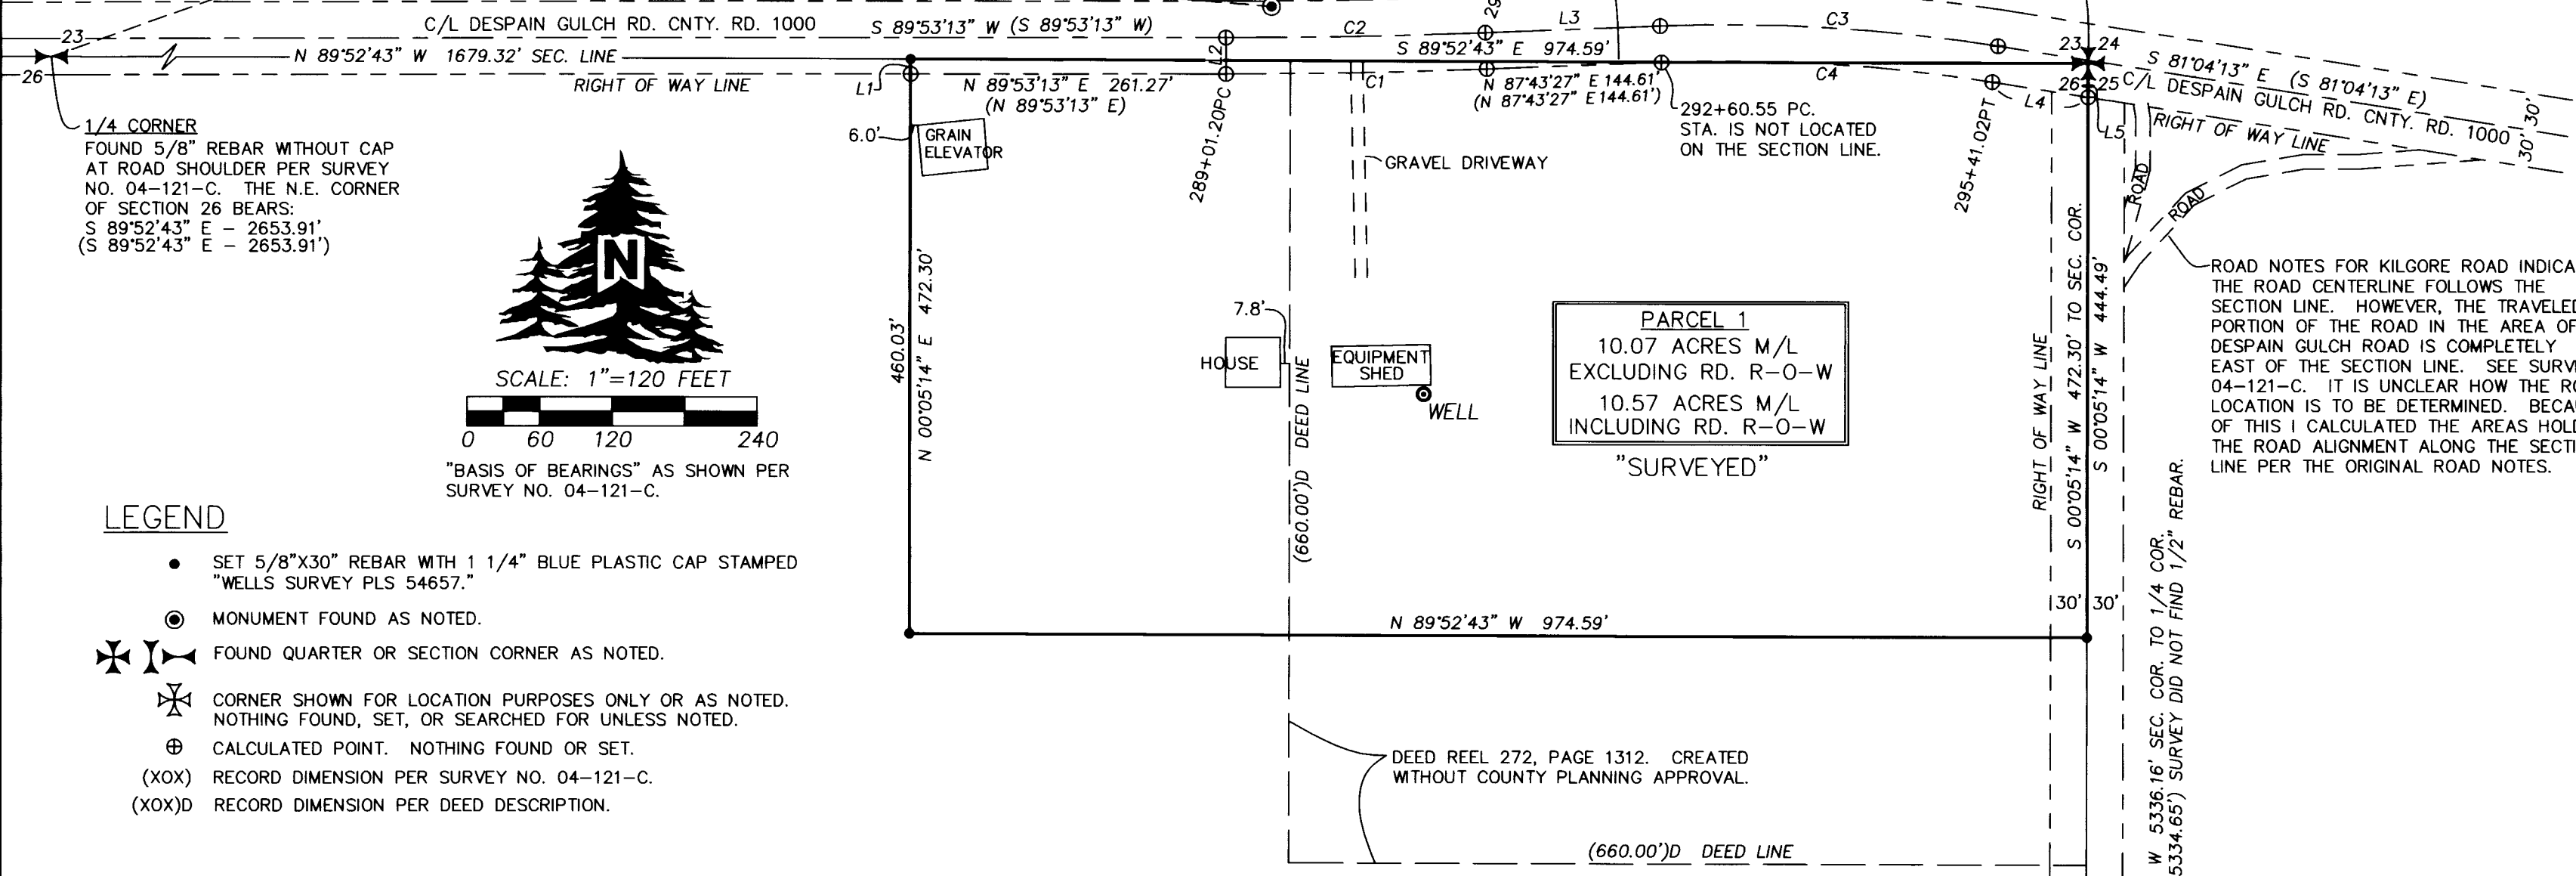 C/L DESPAIN GULCH RD. CNTY. RD. 1000
S 89°53'13" W (S 89°53'13" W)
L2
C2
L3
C3
23
26
N 89°52'43" W 1679.32' SEC. LINE
S 89°52'43" E 974.59'
23 24
26 25
RIGHT OF WAY LINE
L1
N 89°53'13" E 261.27'
(N 89°53'13" E)
C1
N 87°43'27" E 144.61'
(N 87°43'27" E 144.61')
C4
L4
L5
S 81°04'13" E (S 81°04'13" E)
C/L DESPAIN GULCH RD. CNTY. RD. 1000
RIGHT OF WAY LINE
30'
30'
1/4 CORNER
FOUND 5/8" REBAR WITHOUT CAP
AT ROAD SHOULDER PER SURVEY
NO. 04-121-C. THE N.E. CORNER
OF SECTION 26 BEARS:
S 89°52'43" E - 2653.91'
(S 89°52'43" E - 2653.91')
6.0'
GRAIN
ELEVATOR
289+01.20PC
GRAVEL DRIVEWAY
292+60.55 PC.
STA. IS NOT LOCATED
ON THE SECTION LINE.
295+41.02PT
ROAD
ROAD
N
SCALE: 1"=120 FEET
0 60 120 240
"BASIS OF BEARINGS" AS SHOWN PER
SURVEY NO. 04-121-C.
460.03'
N 00°05'14" E 472.30'
7.8'
HOUSE
(660.00')D DEED LINE
EQUIPMENT
SHED
WELL
PARCEL 1
10.07 ACRES M/L
EXCLUDING RD. R-O-W
10.57 ACRES M/L
INCLUDING RD. R-O-W
"SURVEYED"
RIGHT OF WAY LINE
S 00°05'14" W 472.30' TO SEC. COR.
S 00°05'14" W 444.49'
ROAD NOTES FOR KILGORE ROAD
THE ROAD CENTERLINE FOLLOWS THE
SECTION LINE. HOWEVER, THE
PORTION OF THE ROAD IN THE AREA OF
DESPAIN GULCH ROAD IS COMPLETELY
EAST OF THE SECTION LINE. SEE
04-121-C. IT IS UNCLEAR HOW THE
LOCATION IS TO BE DETERMINED.
OF THIS I CALCULATED THE AREAS
THE ROAD ALIGNMENT ALONG THE
LINE PER THE ORIGINAL ROAD NOTES.
30' 30'
N 89°52'43" W 974.59'
W 5336.16' SEC. COR. TO 1/4 COR.
5334.65') SURVEY DID NOT FIND 1/2" REBAR.
LEGEND
SET 5/8"X30" REBAR WITH 1 1/4" BLUE PLASTIC CAP STAMPED
"WELLS SURVEY PLS 54657."
MONUMENT FOUND AS NOTED.
FOUND QUARTER OR SECTION CORNER AS NOTED.
CORNER SHOWN FOR LOCATION PURPOSES ONLY OR AS NOTED.
NOTHING FOUND, SET, OR SEARCHED FOR UNLESS NOTED.
CALCULATED POINT. NOTHING FOUND OR SET.
(XOX) RECORD DIMENSION PER SURVEY NO. 04-121-C.
(XOX)D RECORD DIMENSION PER DEED DESCRIPTION.
DEED REEL 272, PAGE 1312. CREATED
WITHOUT COUNTY PLANNING APPROVAL.
(660.00')D DEED LINE